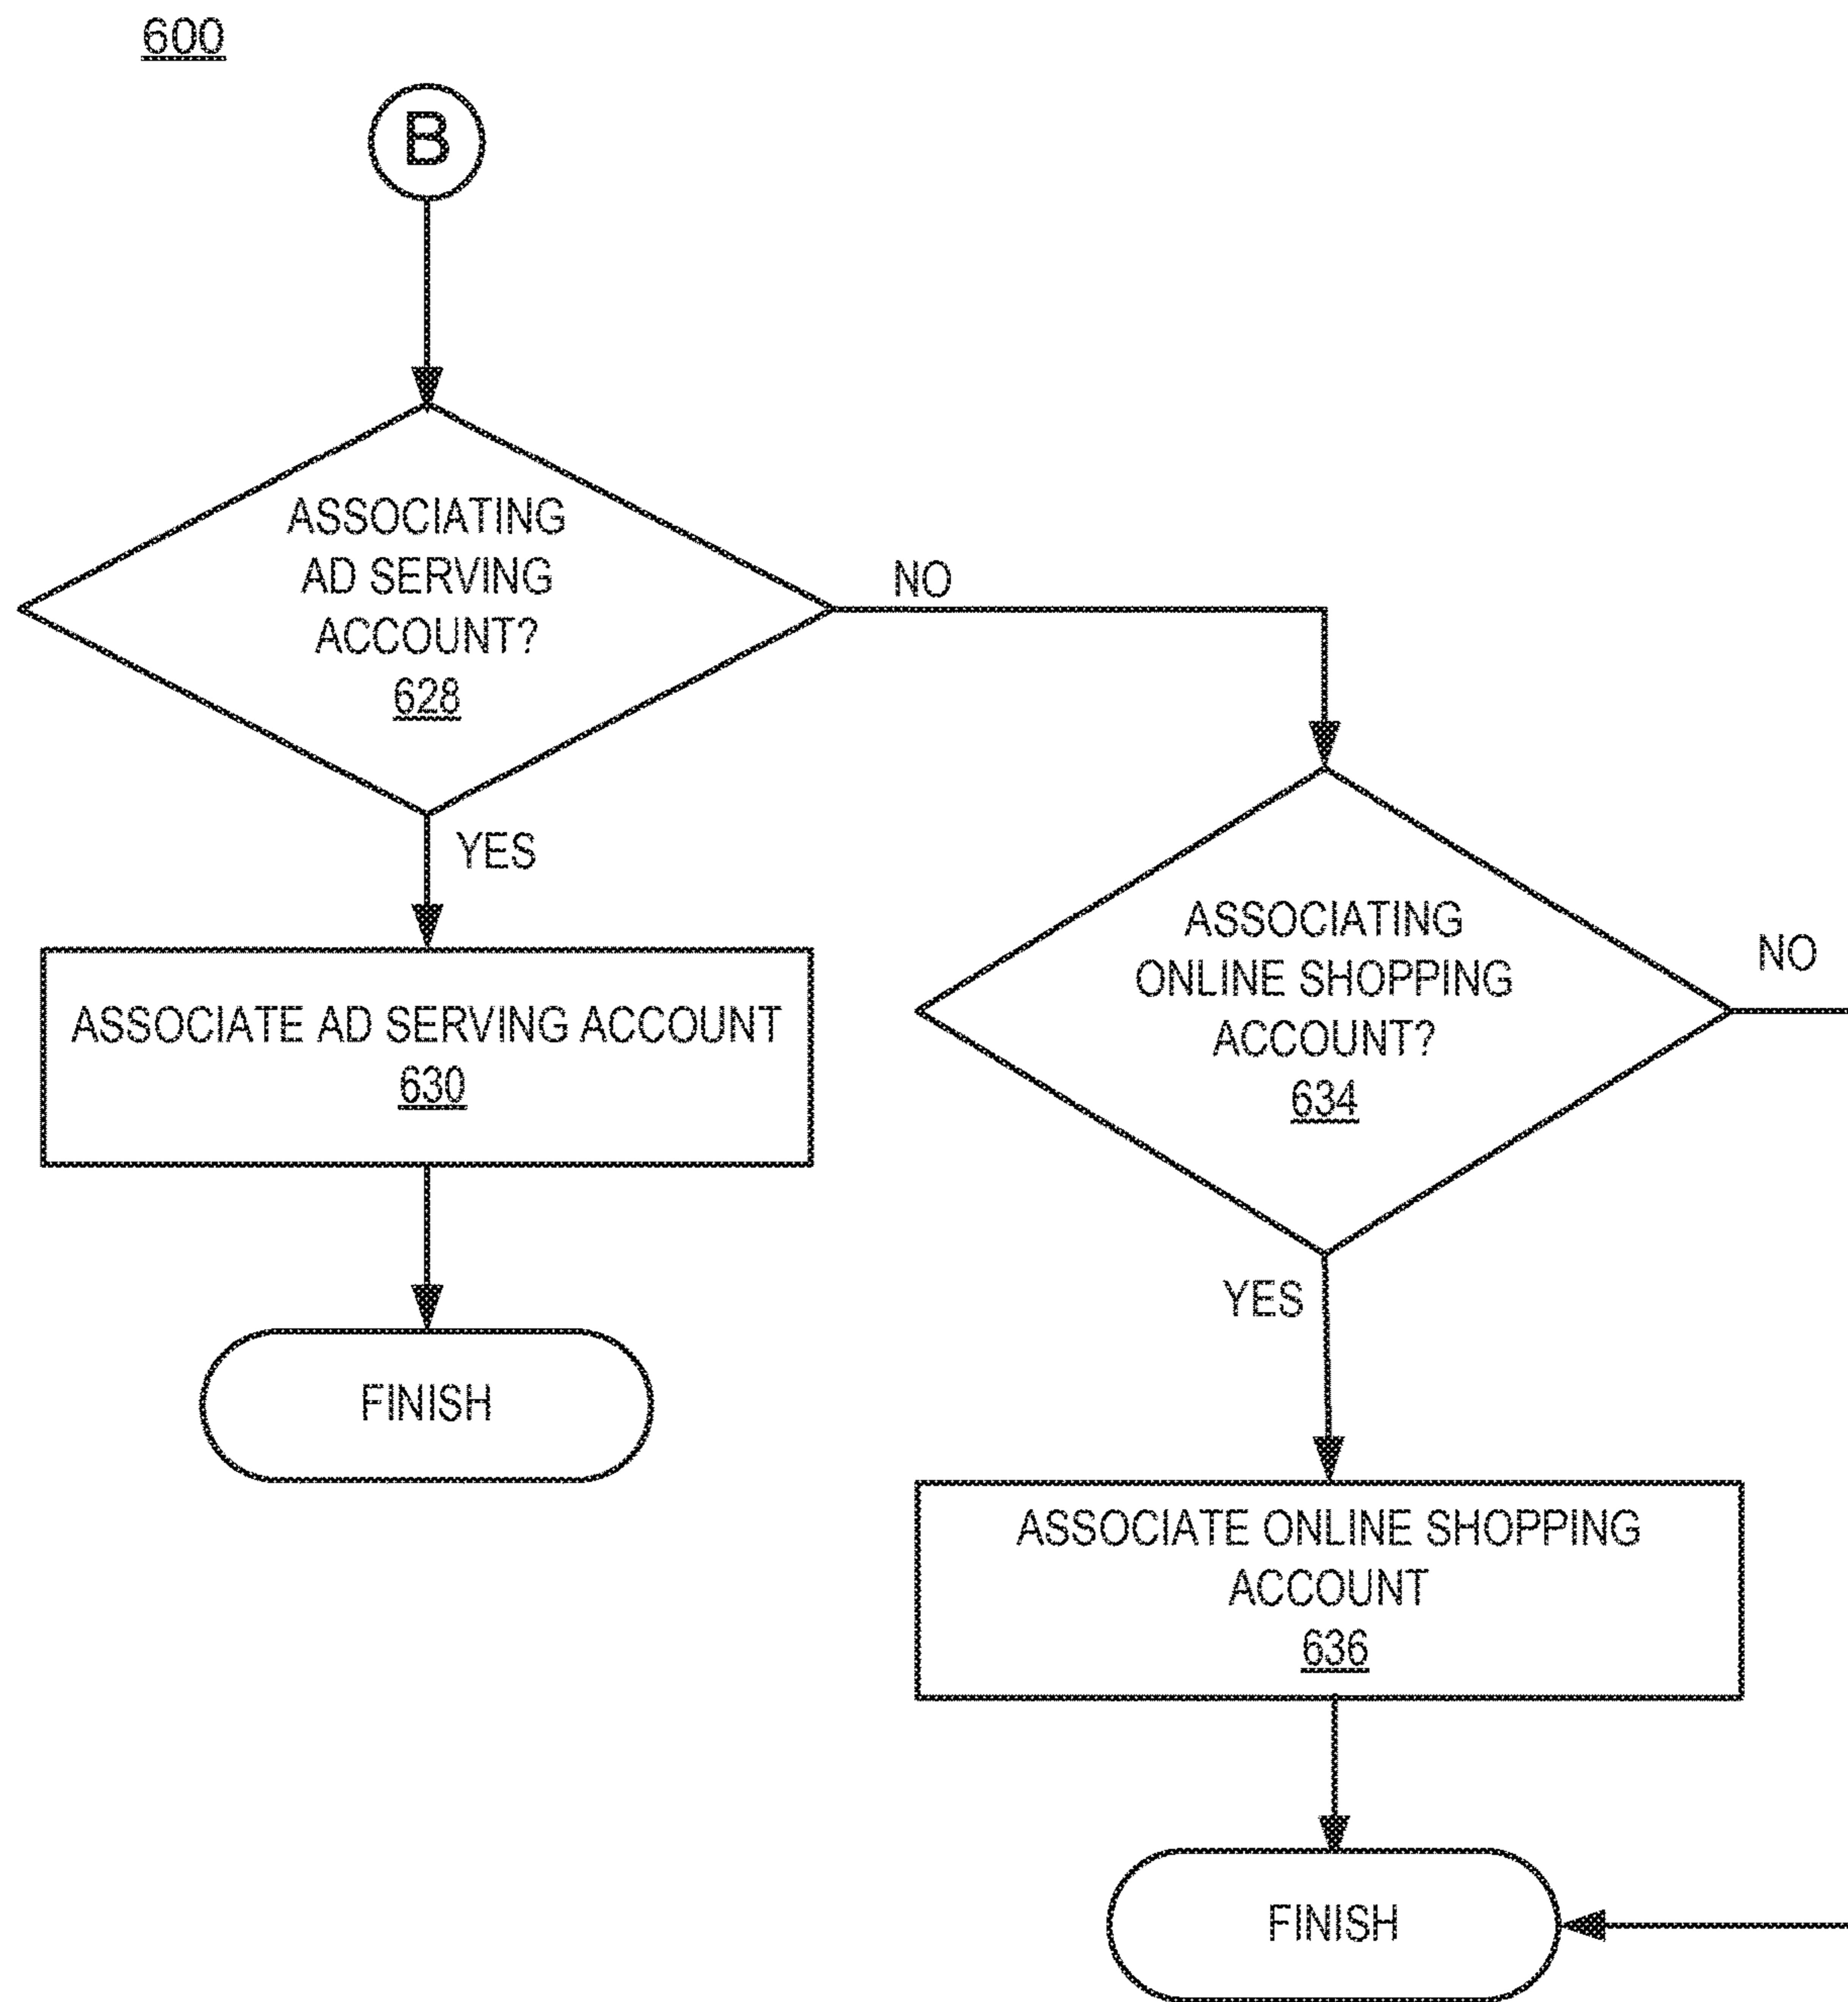 600
B
ASSOCIATING
AD SERVING
ACCOUNT?
628
NO
YES
ASSOCIATE AD SERVING ACCOUNT
630
FINISH
ASSOCIATING
ONLINE SHOPPING
ACCOUNT?
634
NO
YES
ASSOCIATE ONLINE SHOPPING
ACCOUNT
636
FINISH